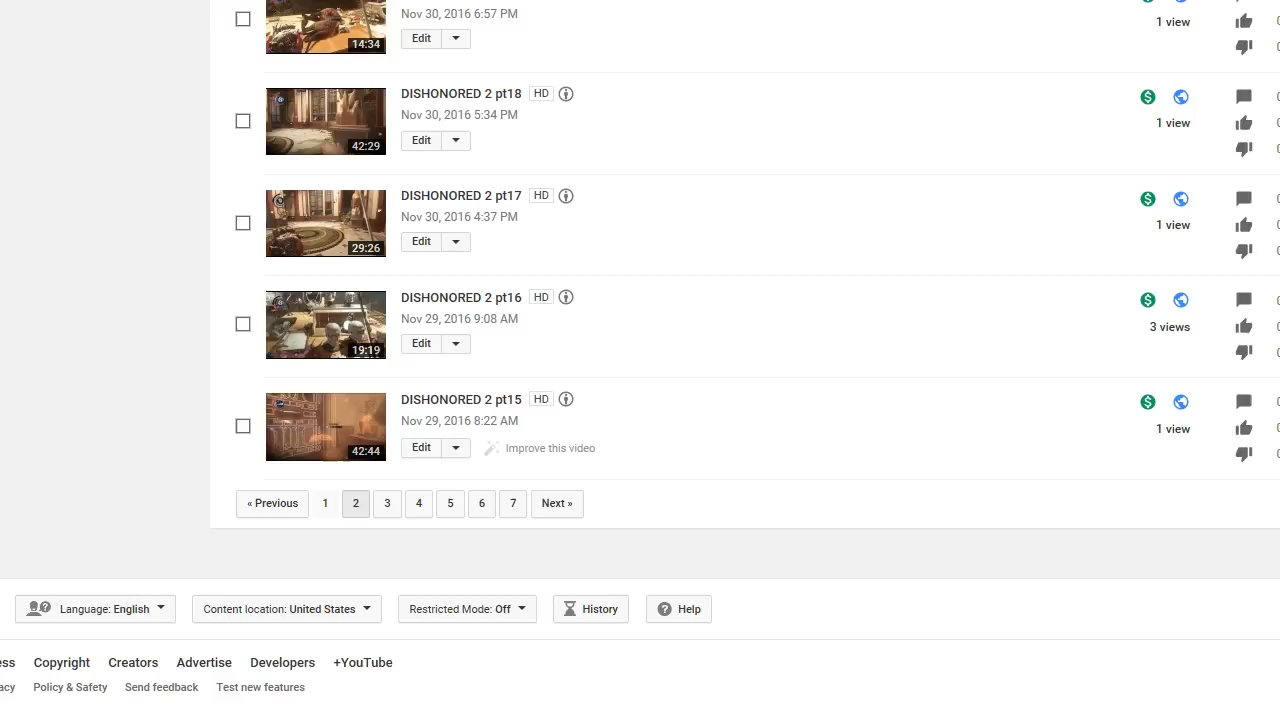 Nov 30, 2016 6:57 PM
1 view
14:34
Edit
DISHONORED 2 pt18 HD
Nov 30, 2016 5:34 PM
1 view
42:29
Edit
DISHONORED 2 pt17 HD
Nov 30, 2016 4:37 PM
1 view
29:26
Edit
DISHONORED 2 pt16 HD
Nov 29, 2016 9:08 AM
3 views
19:19
Edit
DISHONORED 2 pt15 HD
Nov 29, 2016 8:22 AM
1 view
42:44
Edit Improve this video
« Previous 1 2 3 4 5 6 7 Next »
Language: English Content location: United States Restricted Mode: Off History Help
ess Copyright Creators Advertise Developers +YouTube
acy Policy & Safety Send feedback Test new features